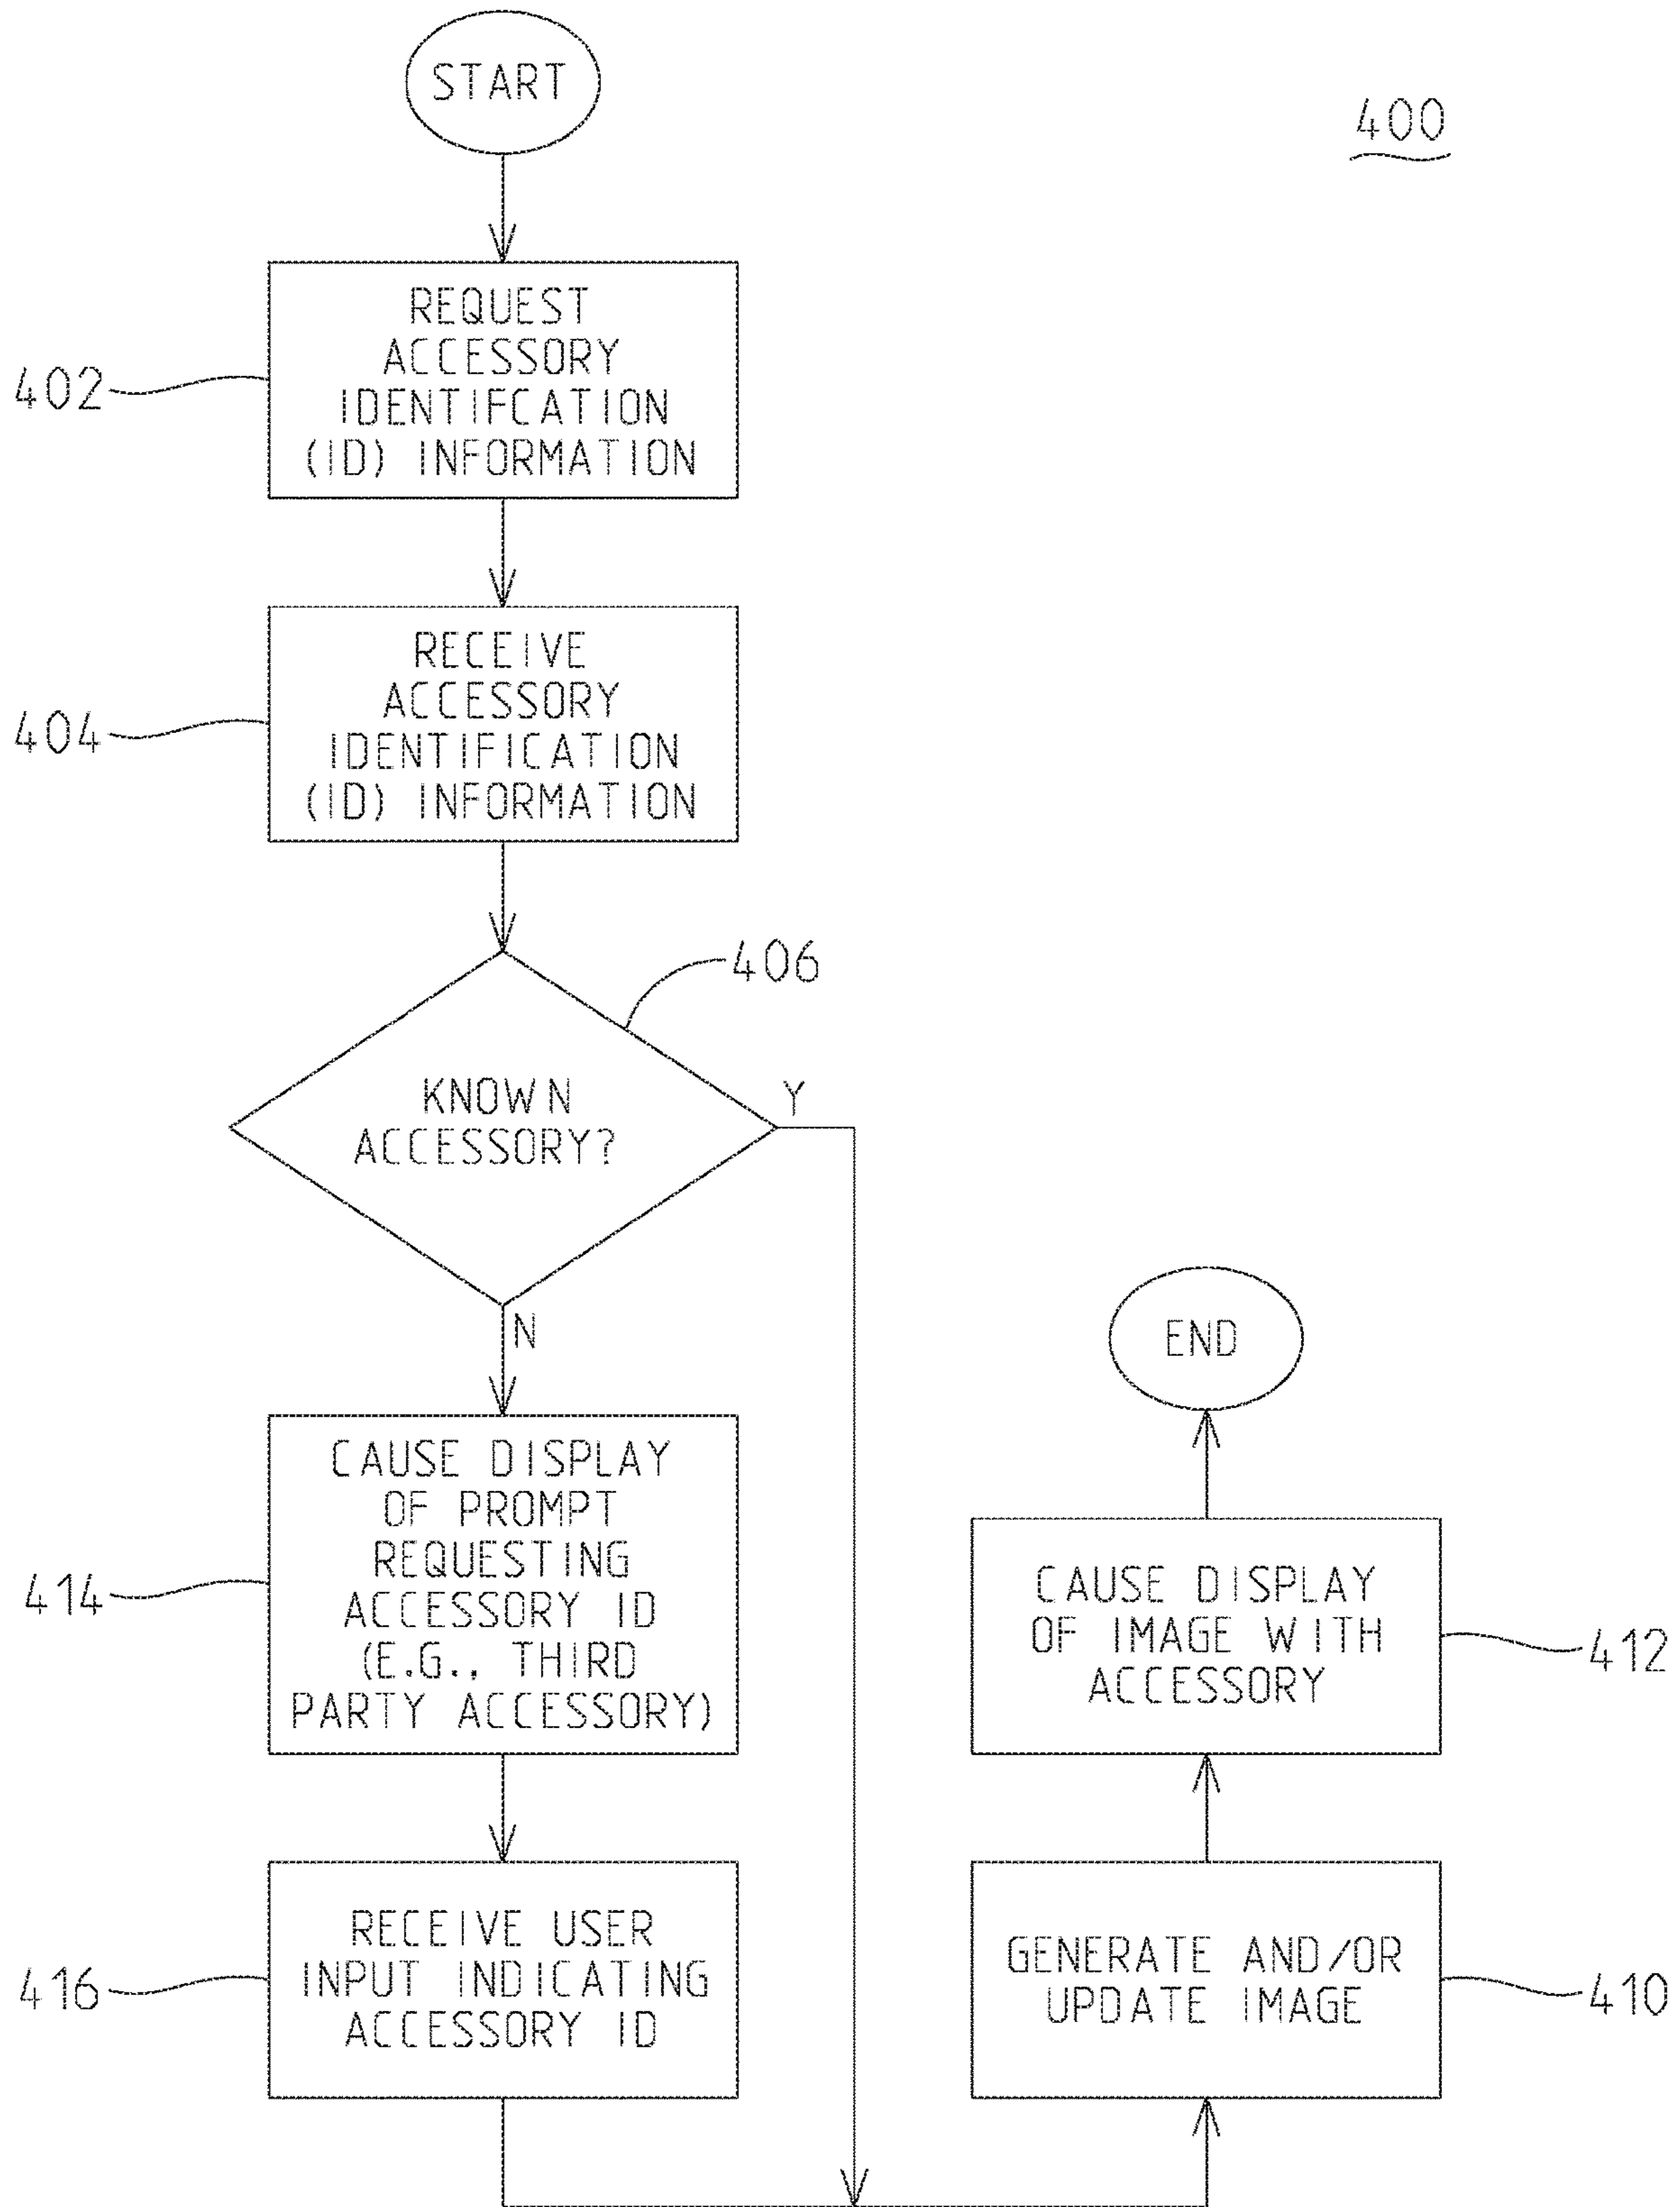 START
400
REQUEST
ACCESSORY
IDENTIFCATION
(ID) INFORMATION
402
RECEIVE
ACCESSORY
IDENTIFICATION
(ID) INFORMATION
404
406
KNOWN
ACCESSORY?
Y
N
CAUSE DISPLAY
OF PROMPT
REQUESTING
ACCESSORY ID
(E.G., THIRD
PARTY ACCESSORY)
414
RECEIVE USER
INPUT INDICATING
ACCESSORY ID
416
GENERATE AND/OR
UPDATE IMAGE
410
CAUSE DISPLAY
OF IMAGE WITH
ACCESSORY
412
END